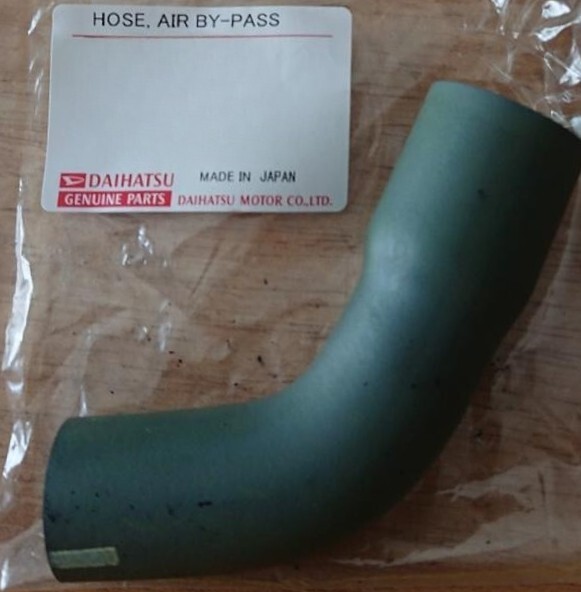 HOSE, AIR BY-PASS
DAIHATSU MADE IN JAPAN
GENUINE PARTS DAIHATSU MOTOR CO.,LTD.